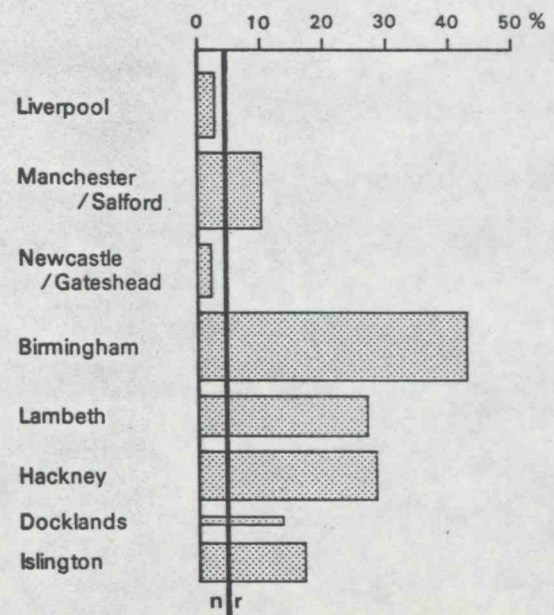 0 10 20 30 40 50 %
Liverpool
Manchester
/Salford
Newcastle
/Gateshead
Birmingham
Lambeth
Hackney
Docklands
Islington
n r